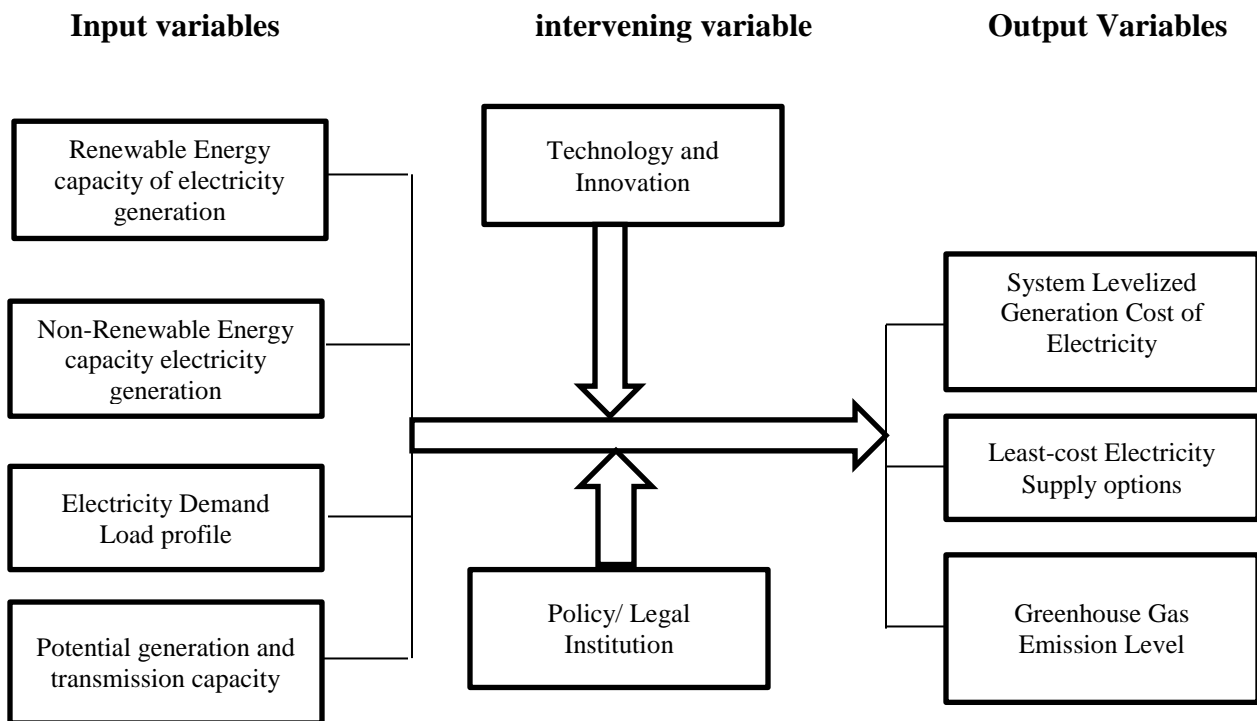 Input variables
intervening variable
Output Variables
Renewable Energy
capacity of electricity
generation
Non-Renewable Energy
capacity electricity
generation
Electricity Demand
Load profile
Potential generation and
transmission capacity
Technology and
Innovation
Policy/ Legal
Institution
System Levelized
Generation Cost of
Electricity
Least-cost Electricity
Supply options
Greenhouse Gas
Emission Level